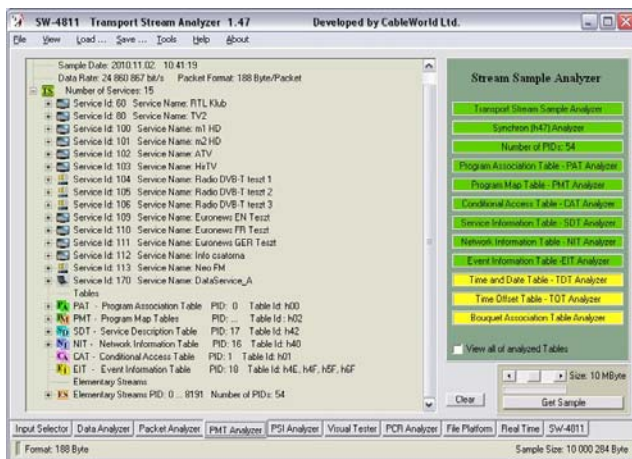 SW-4811 Transport Stream Analyzer 1.47 Developed by CableWorld Ltd.
File View Load ... Save ... Tools Help About
Sample Date: 2010.11.02. 10:41:19
Data Rate: 24 860 867 bit/s Packet Format: 188 Byte/Packet
TS Number of Services: 15
Service Id: 60 Service Name: RTL Klub
Service Id: 80 Service Name: TV2
Service Id: 100 Service Name: m1 HD
Service Id: 101 Service Name: m2 HD
Service Id: 102 Service Name: ATV
Service Id: 103 Service Name: HirTV
Service Id: 104 Service Name: Radio DVB-T teszt 1
Service Id: 105 Service Name: Radio DVB-T teszt 2
Service Id: 106 Service Name: Radio DVB-T teszt 3
Service Id: 109 Service Name: Euronews EN Teszt
Service Id: 110 Service Name: Euronews FR Teszt
Service Id: 111 Service Name: Euronews GER Teszt
Service Id: 112 Service Name: Info csatorna
Service Id: 113 Service Name: Neo FM
Service Id: 170 Service Name: DataService_A
Tables
PAT - Program Association Table PID: 0 Table Id: h00
PMT - Program Map Tables PID: ... Table Id: h02
SDT - Service Description Table PID: 17 Table Id: h42
NIT - Network Information Table PID: 16 Table Id: h40
CAT - Conditional Access Table PID: 1 Table Id: h01
EIT - Event Information Table PID: 18 Table Id: h4E, h4F, h5F, h6F
Elementary Streams
ES Elementary Streams PID: 0 ... 8191 Number of PIDs: 54
Stream Sample Analyzer
Transport Stream Sample Analyzer
Synchron (h47) Analyzer
Number of PIDs: 54
Program Association Table - PAT Analyzer
Program Map Table - PMT Analyzer
Conditional Access Table - CAT Analyzer
Service Information Table - SDT Analyzer
Network Information Table - NIT Analyzer
Event Information Table -EIT Analyzer
Time and Date Table - TDT Analyzer
Time Offset Table - TOT Analyzer
Bouquet Association Table Analyzer
View all of analyzed Tables
Size: 10 MByte
Clear
Get Sample
Input Selector Data Analyzer Packet Analyzer PMT Analyzer PSI Analyzer Visual Tester PCR Analyzer File Platform Real Time SW-4811
Format: 188 Byte Sample Size: 10 000 284 Byte